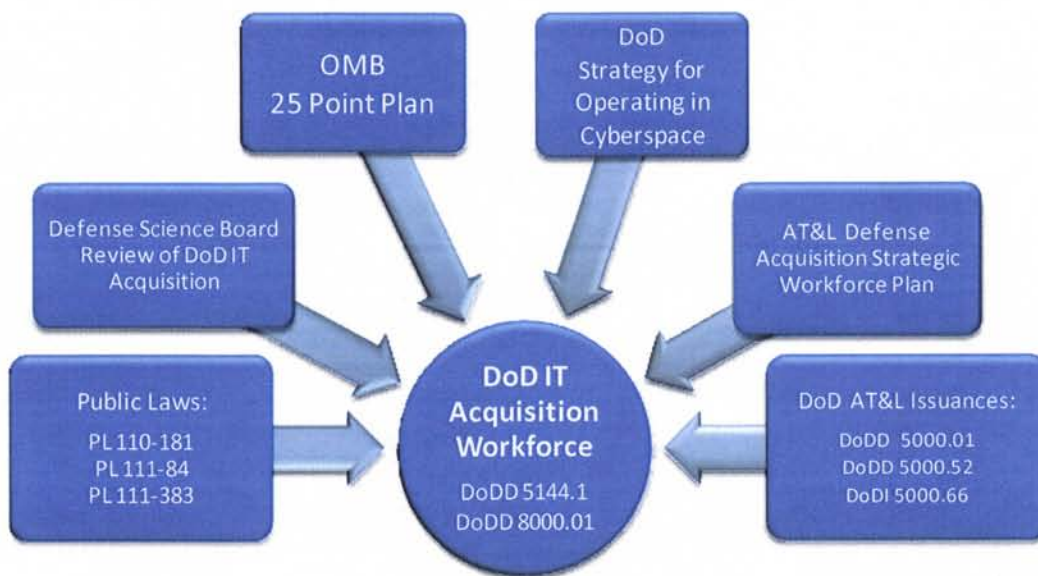 OMB
25 Point Plan
DoD
Strategy for
Operating in
Cyberspace
Defense Science Board
Review of DoD IT
Acquisition
AT&L Defense
Acquisition Strategic
Workforce Plan
Public Laws:
PL 110-181
PL 111-84
PL 111-383
DoD IT
Acquisition
Workforce
DoDD 5144.1
DoDD 8000.01
DoD AT&L Issuances:
DoDD 5000.01
DoDD 5000.52
DoDI 5000.66